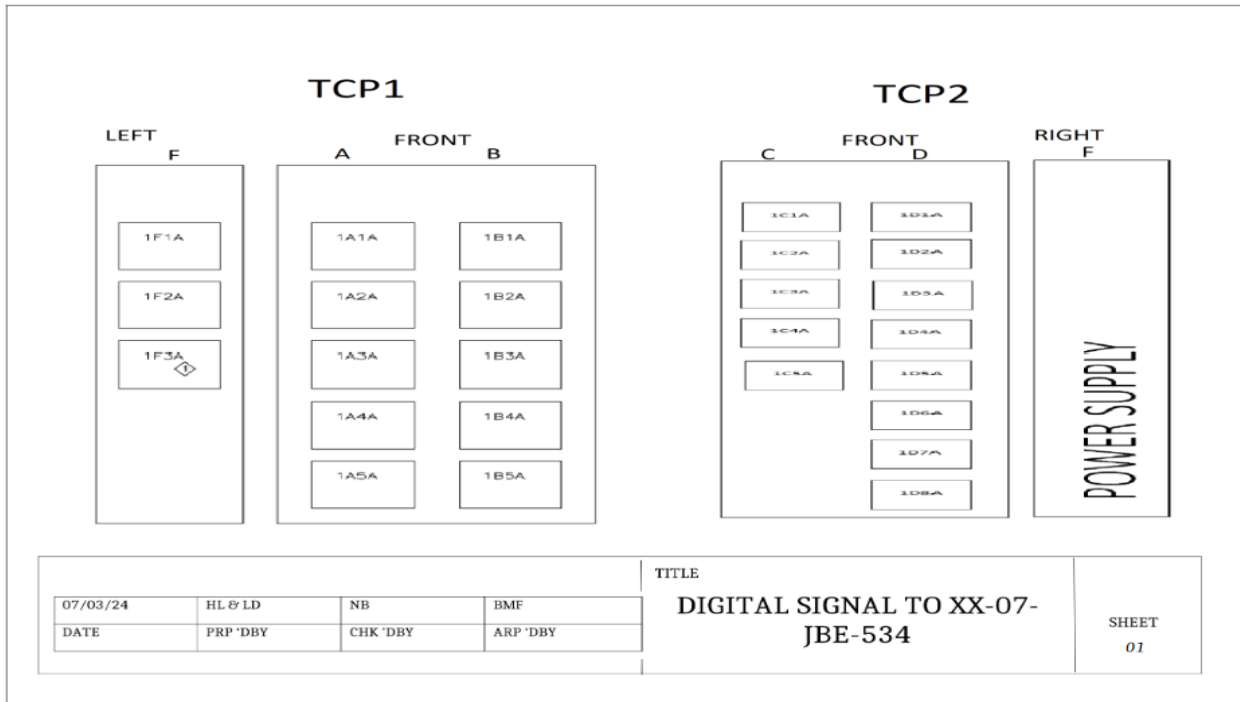 TCP1
TCP2
LEFT
FRONT
F
A
B
FRONT
RIGHT
C
D
F
1F1A
1F2A
1F3A
1
1A1A
1A2A
1A3A
1A4A
1A5A
1B1A
1B2A
1B3A
1B4A
1B5A
1C1A
1C2A
1C3A
1C4A
1C5A
1D1A
1D2A
1D3A
1D4A
1D5A
1D6A
1D7A
1D8A
POWER SUPPLY
07/03/24 HL & LD NB BMF
DATE PRP 'DBY CHK 'DBY ARP 'DBY
TITLE
DIGITAL SIGNAL TO XX-07-
JBE-534
SHEET
01